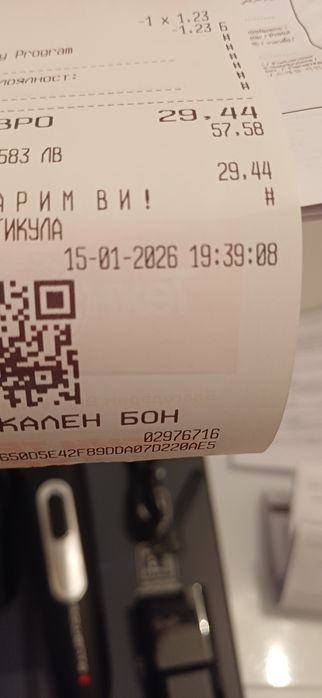 -1 × 1.23
-1.23 Б
#
#
y Program #
#
ЛОЯЛНОСТ: #
#
ВРО 29,44
57.58
583 ЛВ
29.44
АРИМ ВИ! #
ТИКУЛА
15-01-2026 19:39:08
КАЛЕН БОН
02976716
650D5E42F89DDA07D220AE5